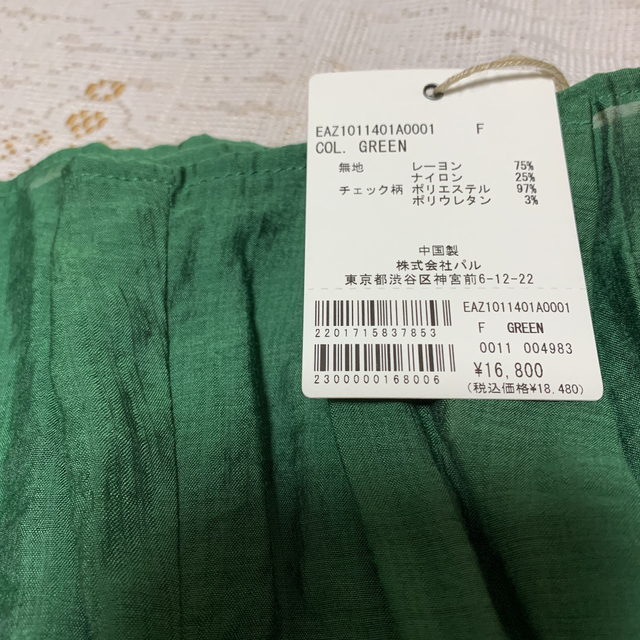 EAZ1011401A0001 F
COL. GREEN
無地 レーヨン 75%
ナイロン 25%
チェック柄 ポリエステル 97%
ポリウレタン 3%
中国製
株式会社パル
東京都渋谷区神宮前6-12-22
EAZ1011401A0001
F GREEN
2201715837853
0011 004983
¥16,800
2300000168006
(税込価格¥18,480)